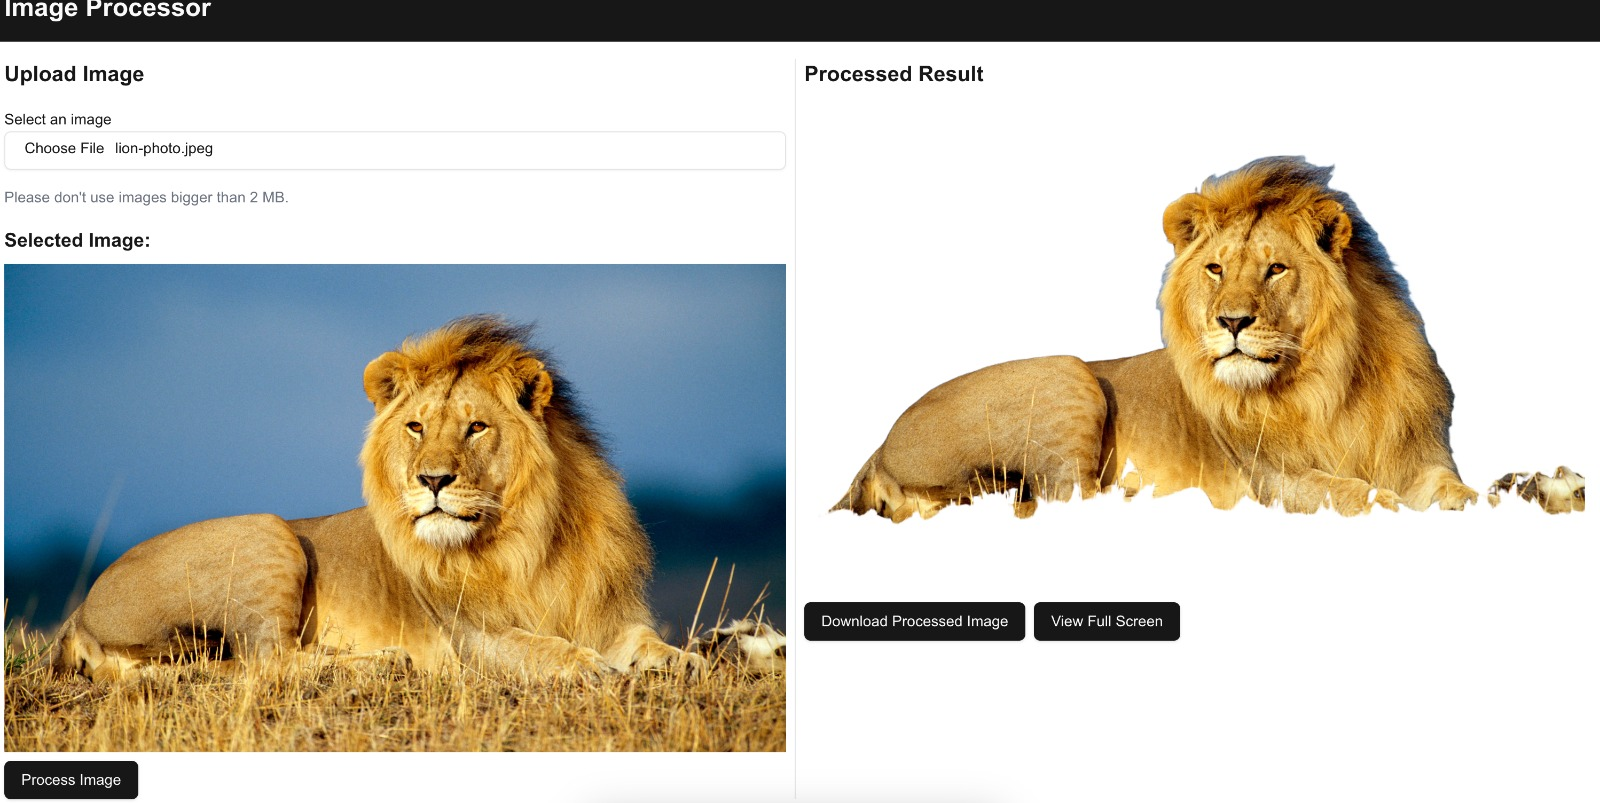 Image Processor
Upload Image
Select an image
Choose File lion-photo.jpeg
Please don't use images bigger than 2 MB.
Selected Image:
Process Image
Processed Result
Download Processed Image
View Full Screen